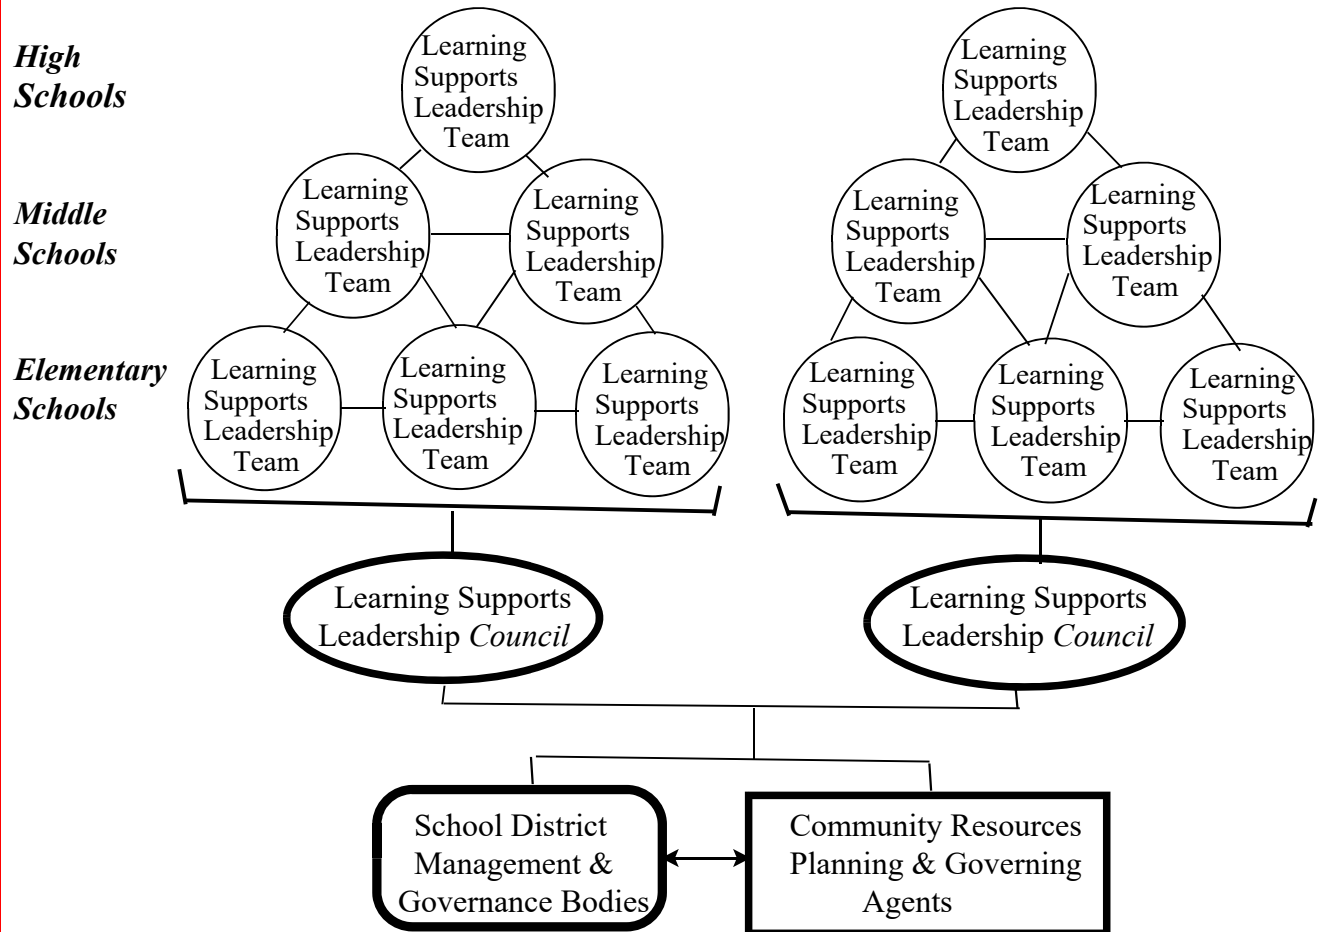 High
Schools
Learning
Supports
Leadership
Team
Learning
Supports
Leadership
Team
Middle
Schools
Learning
Supports
Leadership
Team
Learning
Supports
Leadership
Team
Learning
Supports
Leadership
Team
Learning
Supports
Leadership
Team
Elementary
Schools
Learning
Supports
Leadership
Team
Learning
Supports
Leadership
Team
Learning
Supports
Leadership
Team
Learning
Supports
Leadership
Team
Learning
Supports
Leadership
Team
Learning
Supports
Leadership
Team
Learning Supports
Leadership Council
Learning Supports
Leadership Council
School District
Management &
Governance Bodies
Community Resources
Planning & Governing
Agents